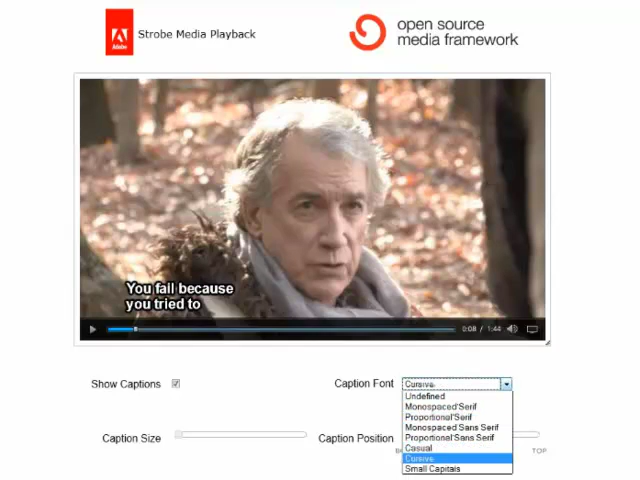 Adobe
Strobe Media Playback
open source
media framework
You fail because
you tried to
0:08 / 1:44
Show Captions
Caption Font
Cursive
Undefined
Monospaced Serif
Proportional Serif
Monospaced Sans Serif
Proportional Sans Serif
Casual
Cursive
Small Capitals
Caption Size
Caption Position
TOP